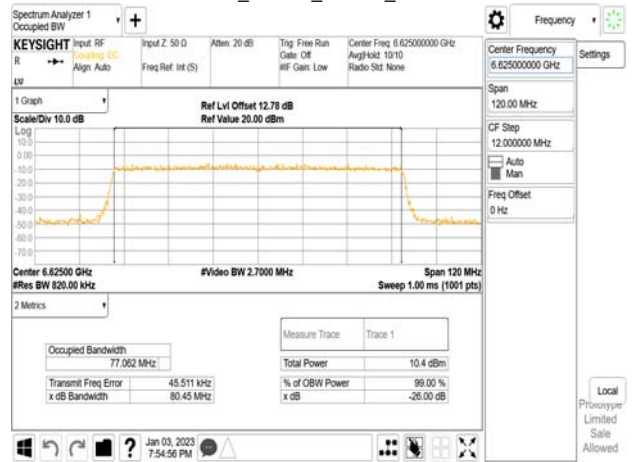 Spectrum Analyzer 1
Occupied BW
Frequency
KEYSIGHT
R
Input: RF
Coupling: DC
Align: Auto
Input Z: 50 Ω
Freq Ref: Int (S)
Atten: 20 dB
Trig: Free Run
Gate: Off
#IF Gain: Low
Center Freq: 6.625000000 GHz
Avg|Hold: 10/10
Radio Std: None
Center Frequency
6.625000000 GHz
Settings
Span
120.00 MHz
CF Step
12.000000 MHz
Auto
Man
Freq Offset
0 Hz
1 Graph
Scale/Div 10.0 dB
Ref Lvl Offset 12.78 dB
Ref Value 20.00 dBm
Log
10.0
0.00
-10.0
-20.0
-30.0
-40.0
-50.0
-60.0
-70.0
Center 6.62500 GHz
#Res BW 820.00 kHz
#Video BW 2.7000 MHz
Span 120 MHz
Sweep 1.00 ms (1001 pts)
2 Metrics
Measure Trace
Trace 1
Occupied Bandwidth
77.062 MHz
Total Power
10.4 dBm
Transmit Freq Error
45.511 kHz
% of OBW Power
99.00 %
x dB Bandwidth
80.45 MHz
x dB
-26.00 dB
Local
Prototype
Limited
Sale
Allowed
?
Jan 03, 2023
7:54:56 PM